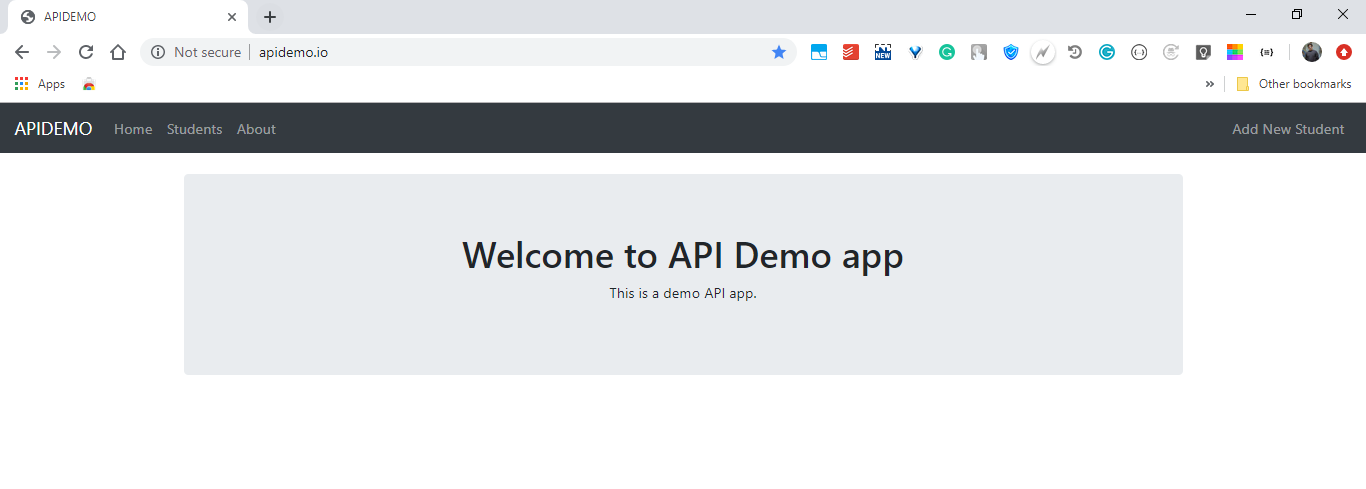 APIDEMO
Not secure apidemo.io
NEW
Apps
Other bookmarks
APIDEMO Home Students About Add New Student
Welcome to API Demo app
This is a demo API app.